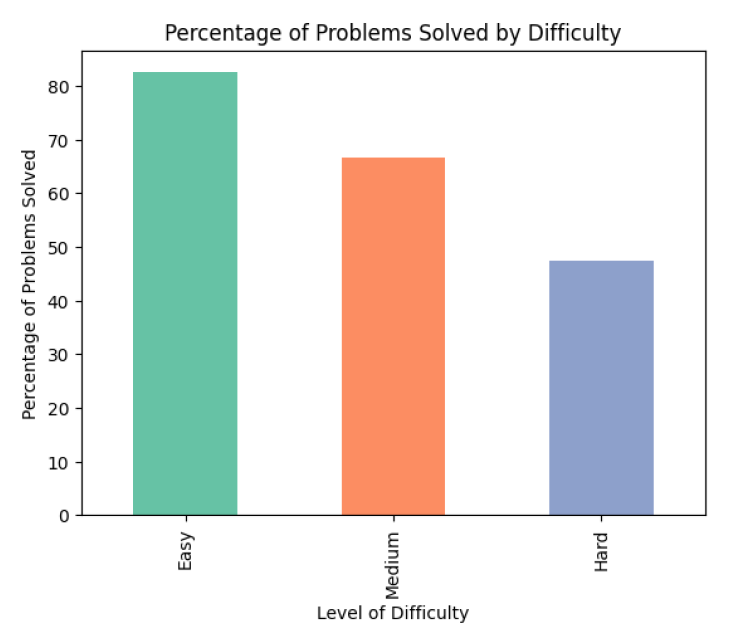 Percentage of Problems Solved by Difficulty
Percentage of Problems Solved
80
70
60
50
40
30
20
10
0
Easy
Medium
Hard
Level of Difficulty